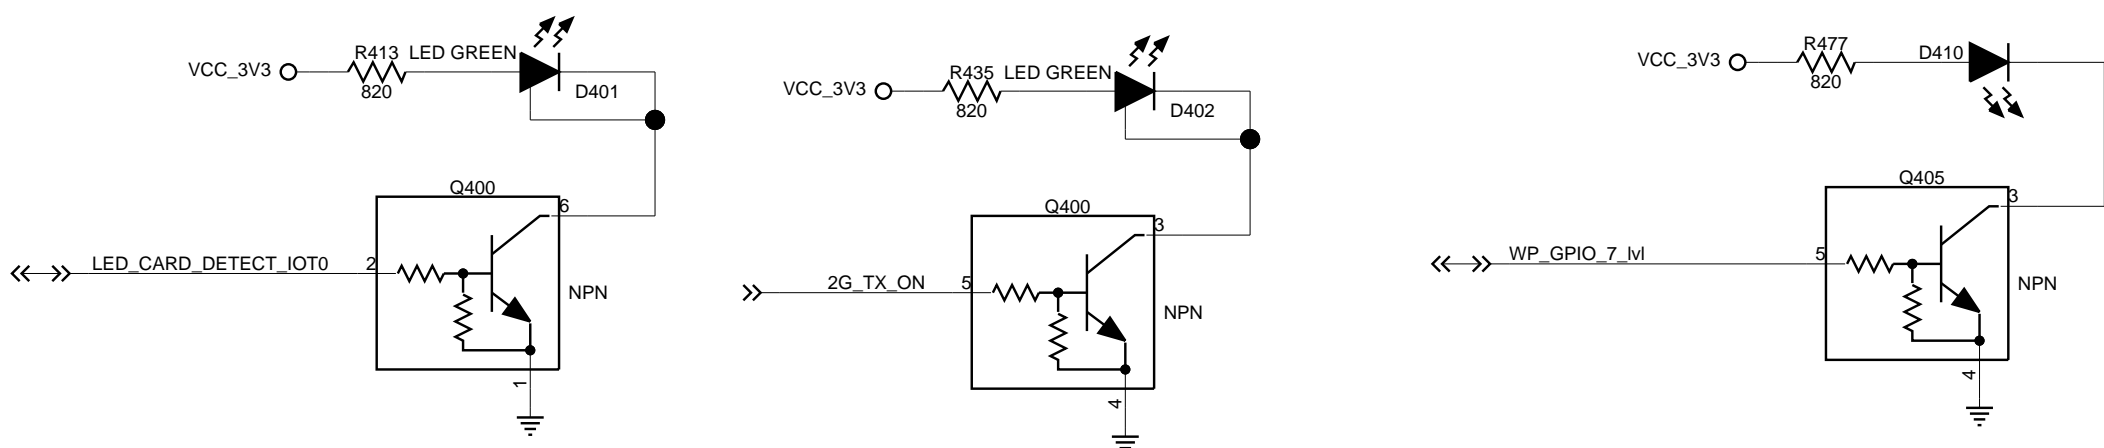 R413 LED GREEN
VCC_3V3
820
D401
Q400
6
LED_CARD_DETECT_IOT0
2
NPN
1
R435 LED GREEN
VCC_3V3
820
D402
Q400
3
2G_TX_ON
5
NPN
4
R477
D410
VCC_3V3
820
Q405
3
WP_GPIO_7_lvl
5
NPN
4